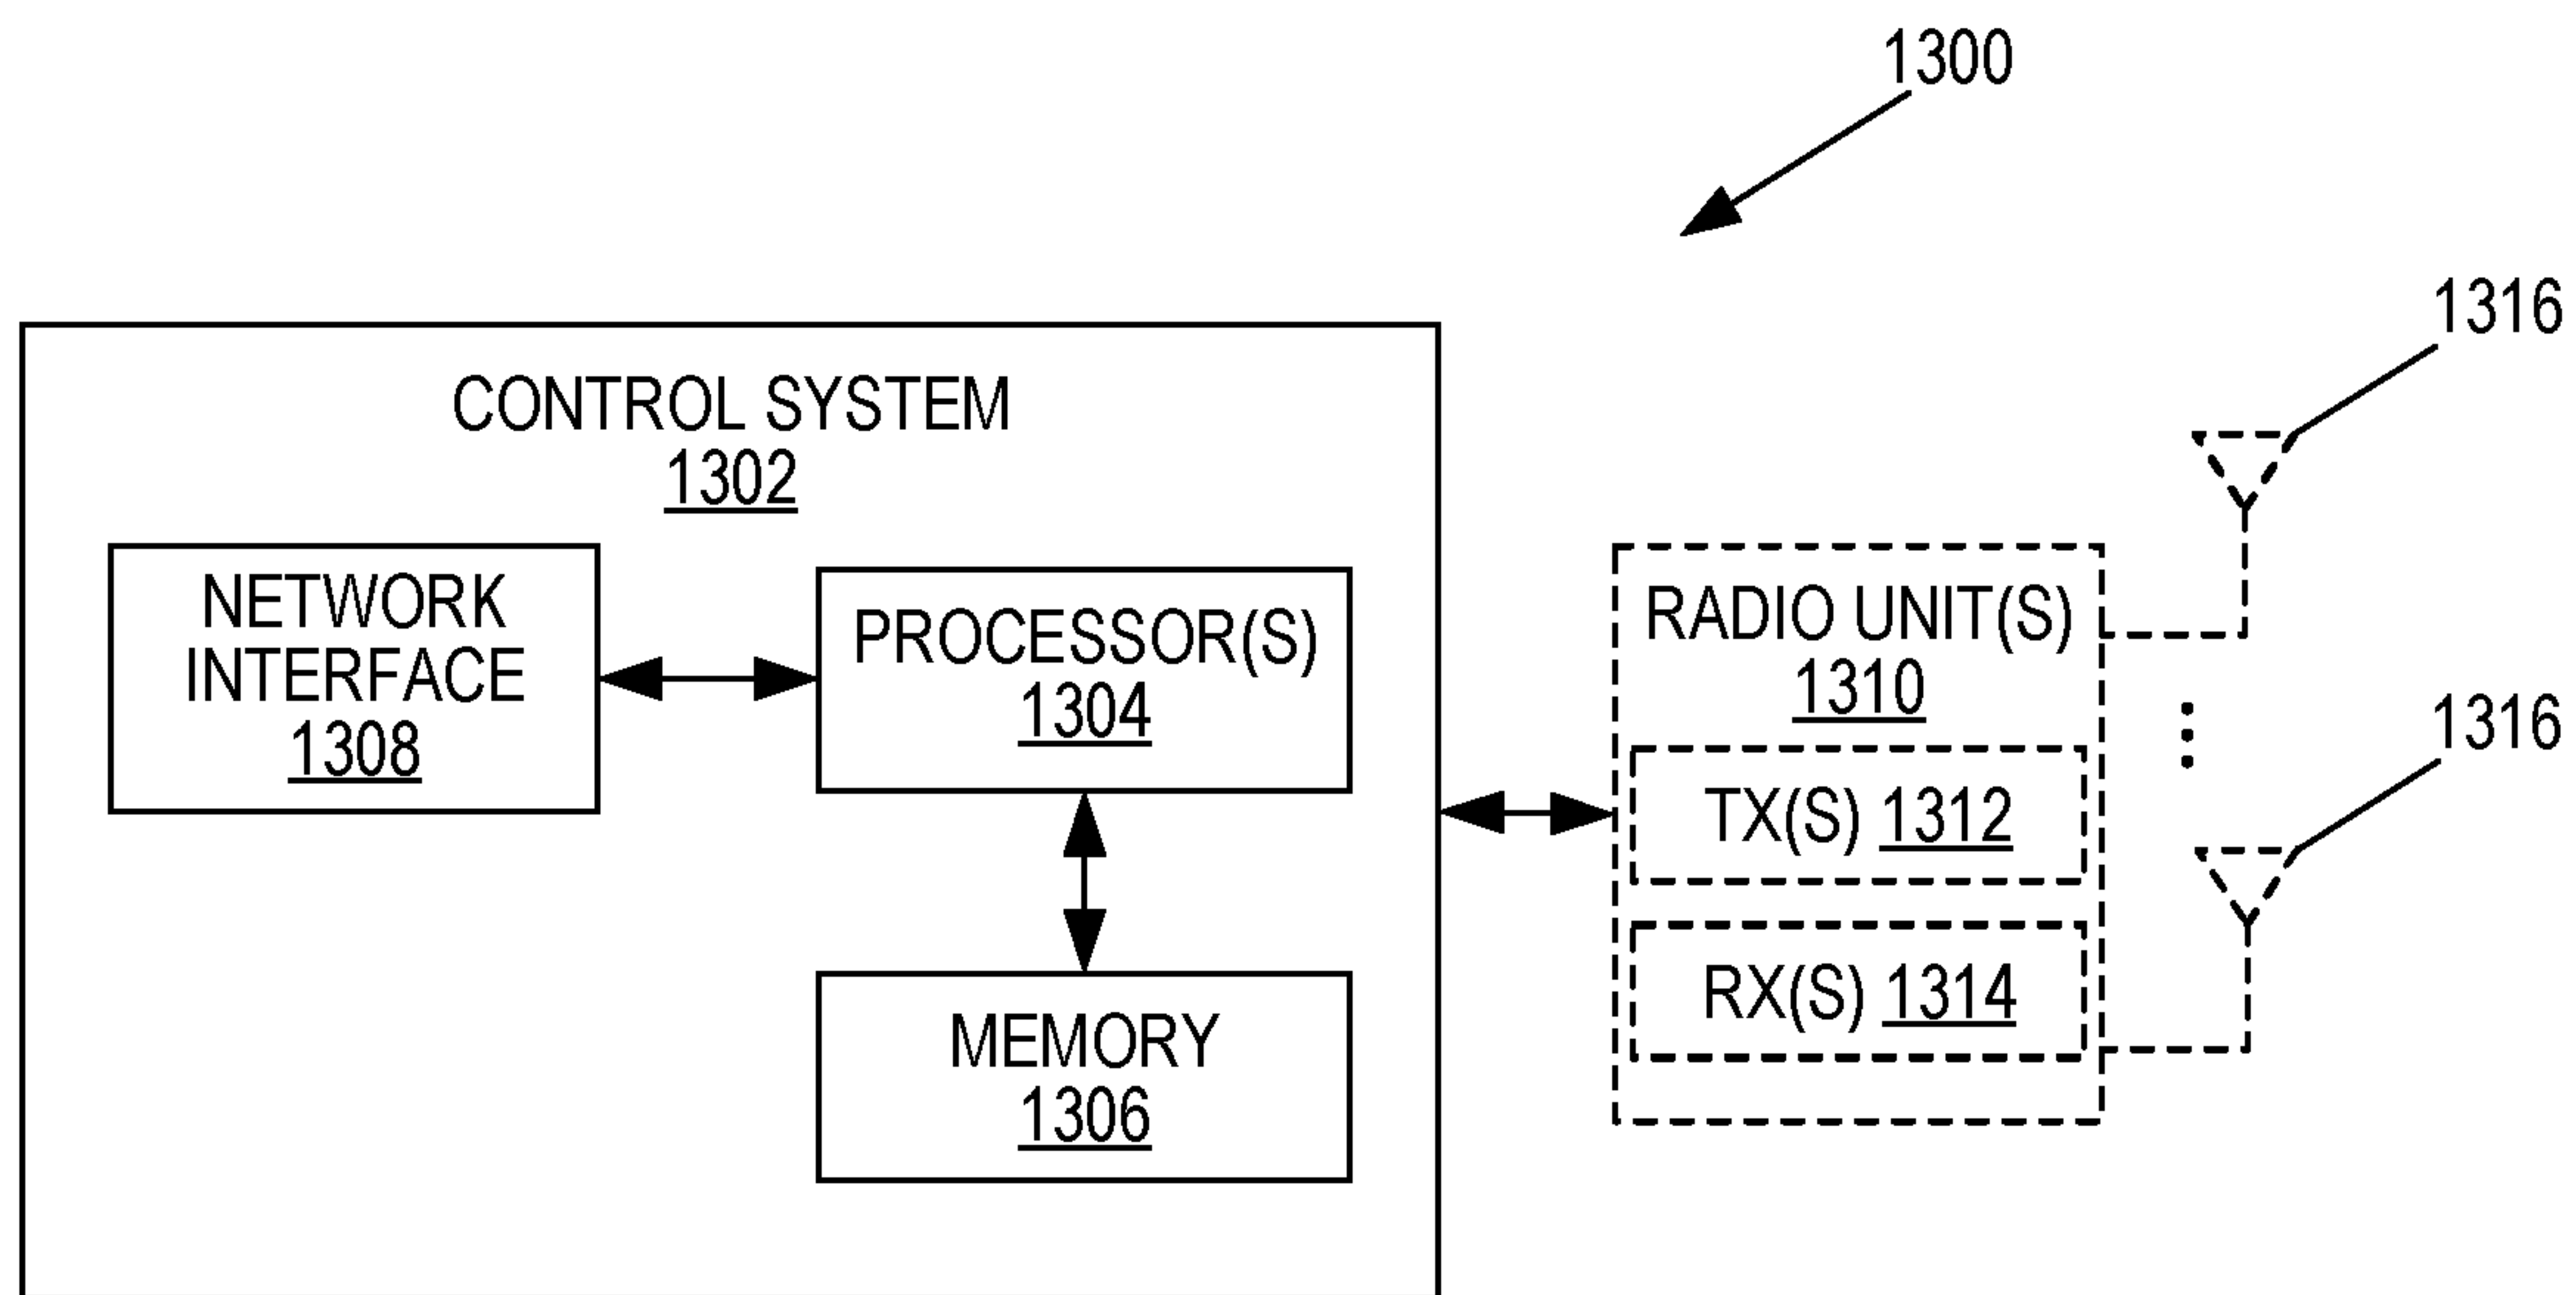 1300
1316
CONTROL SYSTEM
1302
NETWORK
INTERFACE
1308
PROCESSOR(S)
1304
MEMORY
1306
RADIO UNIT(S)
1310
TX(S) 1312
RX(S) 1314
1316